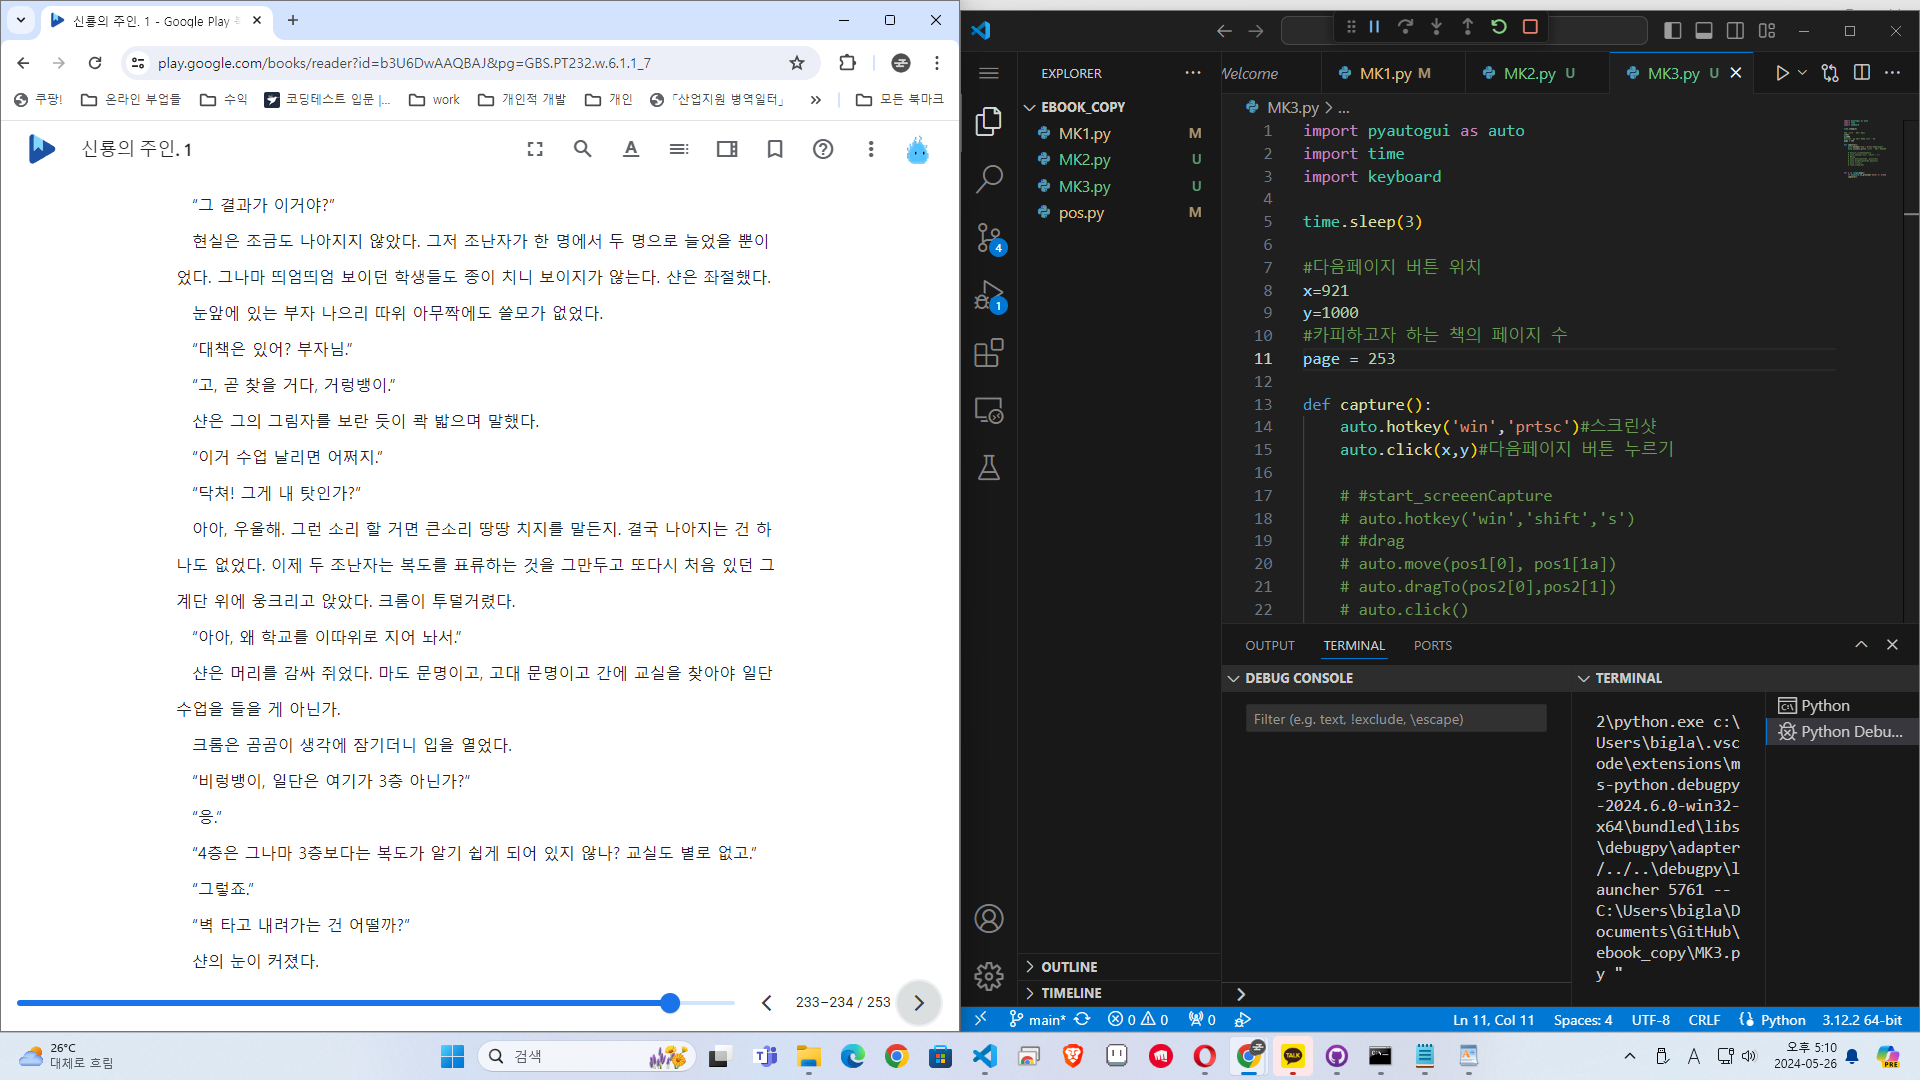 신룡의 주인. 1 - Google Play
play.google.com/books/reader?id=b3U6DwAAQBAJ&pg=GBS.PT232.w.6.1.1_7
쿠팡!
온라인 부업들
수익
코딩테스트 입문 |...
work
개인적 개발
개인
「산업지원 병역일터」
»
모든 북마크
신룡의 주인. 1
“그 결과가 이거야?”
현실은 조금도 나아지지 않았다. 그저 조난자가 한 명에서 두 명으로 늘었을 뿐이
었다. 그나마 띄엄띄엄 보이던 학생들도 종이 치니 보이지가 않는다. 샨은 좌절했다.
눈앞에 있는 부자 나으리 따위 아무짝에도 쓸모가 없었다.
“대책은 있어? 부자님.”
“고, 곧 찾을 거다, 거렁뱅이.”
샨은 그의 그림자를 보란 듯이 콱 밟으며 말했다.
“이거 수업 날리면 어쩌지.”
“닥쳐! 그게 내 탓인가?”
아아, 우울해. 그런 소리 할 거면 큰소리 땅땅 치지를 말든지. 결국 나아지는 건 하
나도 없었다. 이제 두 조난자는 복도를 표류하는 것을 그만두고 또다시 처음 있던 그
계단 위에 웅크리고 앉았다. 크롬이 투덜거렸다.
“아아, 왜 학교를 이따위로 지어 놔서.”
샨은 머리를 감싸 쥐었다. 마도 문명이고, 고대 문명이고 간에 교실을 찾아야 일단
수업을 들을 게 아닌가.
크롬은 곰곰이 생각에 잠기더니 입을 열었다.
“비렁뱅이, 일단은 여기가 3층 아닌가?”
“응.”
“4층은 그나마 3층보다는 복도가 알기 쉽게 되어 있지 않나? 교실도 별로 없고.”
“그렇죠.”
“벽 타고 내려가는 건 어떨까?”
샨의 눈이 커졌다.
233–234 / 253
EXPLORER
EBOOK_COPY
MK1.py M
MK2.py U
MK3.py U
pos.py M
OUTLINE
TIMELINE
Welcome
MK1.py M
MK2.py U
MK3.py U
MK3.py > ...
1 import pyautogui as auto
2 import time
3 import keyboard
4
5 time.sleep(3)
6
7 #다음페이지 버튼 위치
8 x=921
9 y=1000
10 #카피하고자 하는 책의 페이지 수
11 page = 253
12
13 def capture():
14 auto.hotkey('win','prtsc')#스크린샷
15 auto.click(x,y)#다음페이지 버튼 누르기
16
17 # #start_screeenCapture
18 # auto.hotkey('win','shift','s')
19 # #drag
20 # auto.move(pos1[0], pos1[1a])
21 # auto.dragTo(pos2[0],pos2[1])
22 # auto.click()
OUTPUT
TERMINAL
PORTS
DEBUG CONSOLE
Filter (e.g. text, !exclude, \escape)
TERMINAL
2\python.exe c:\
Users\bigla\.vsc
ode\extensions\m
s-python.debugpy
-2024.6.0-win32-
x64\bundled\libs
\debugpy\adapter
/../..\debugpy\l
auncher 5761 --
C:\Users\bigla\D
ocuments\GitHub\
ebook_copy\MK3.p
y "
Python
Python Debu...
4
1
main*
0
0
0
Ln 11, Col 11
Spaces: 4
UTF-8
CRLF
Python
3.12.2 64-bit
26°C
대체로 흐림
검색
TALK
A
오후 5:10
2024-05-26
PRE